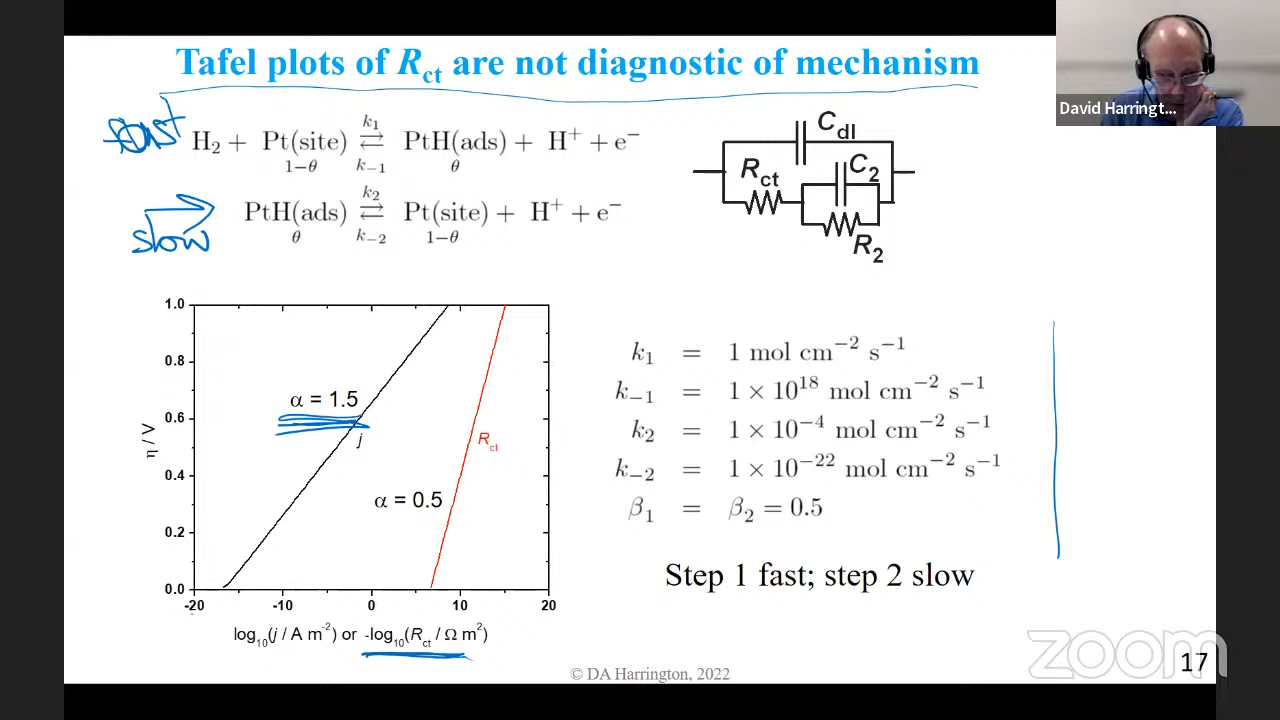 Tafel plots of Rct are not diagnostic of mechanism
David Harringt...
fast
H2 + Pt(site) ⇌ PtH(ads) + H+ + e−
k1
k−1
1−θ
θ
PtH(ads) ⇌ Pt(site) + H+ + e−
k2
k−2
θ
1−θ
slow
Cdl
Rct
C2
R2
1.0
0.8
0.6
0.4
0.2
0.0
η / V
α = 1.5
j
Rct
α = 0.5
-20 -10 0 10 20
log10(j / A m-2) or -log10(Rct / Ω m2)
k1 = 1 mol cm−2 s−1
k−1 = 1 × 10^18 mol cm−2 s−1
k2 = 1 × 10^−4 mol cm−2 s−1
k−2 = 1 × 10^−22 mol cm−2 s−1
β1 = β2 = 0.5
Step 1 fast; step 2 slow
© DA Harrington, 2022
zoom
17